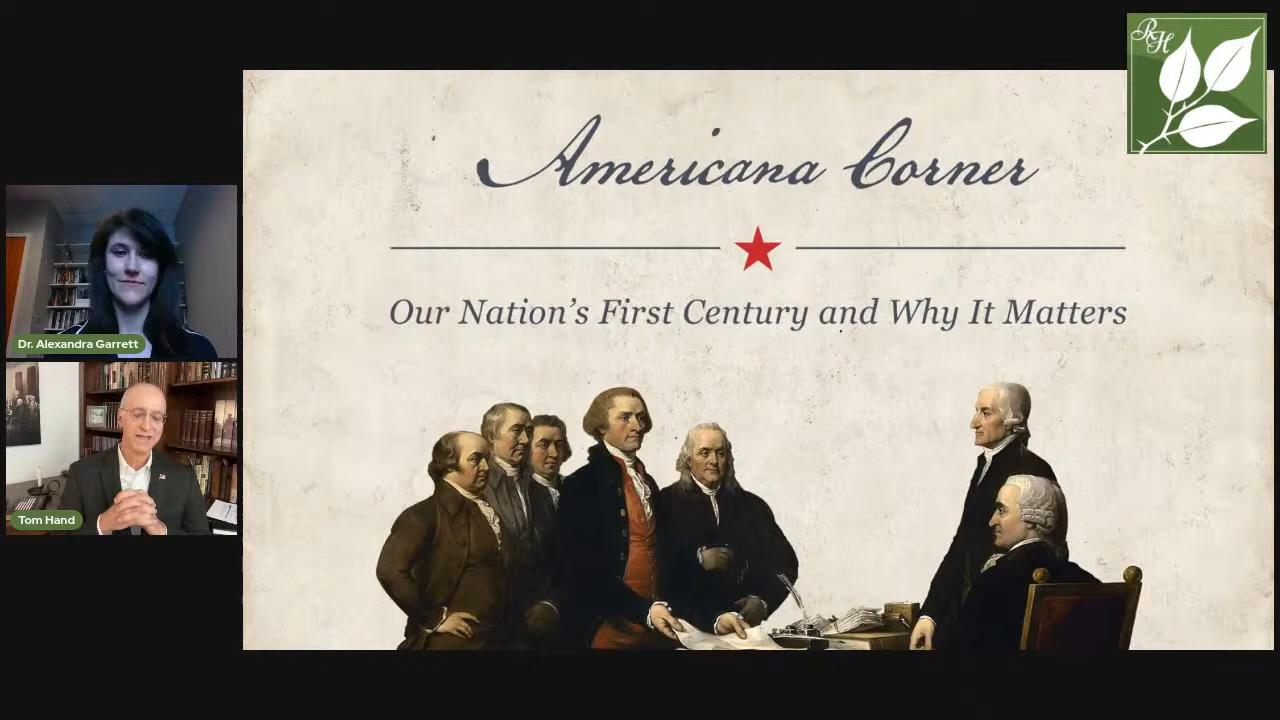 RH
Americana Corner
Our Nation's First Century and Why It Matters
Dr. Alexandra Garrett
Tom Hand